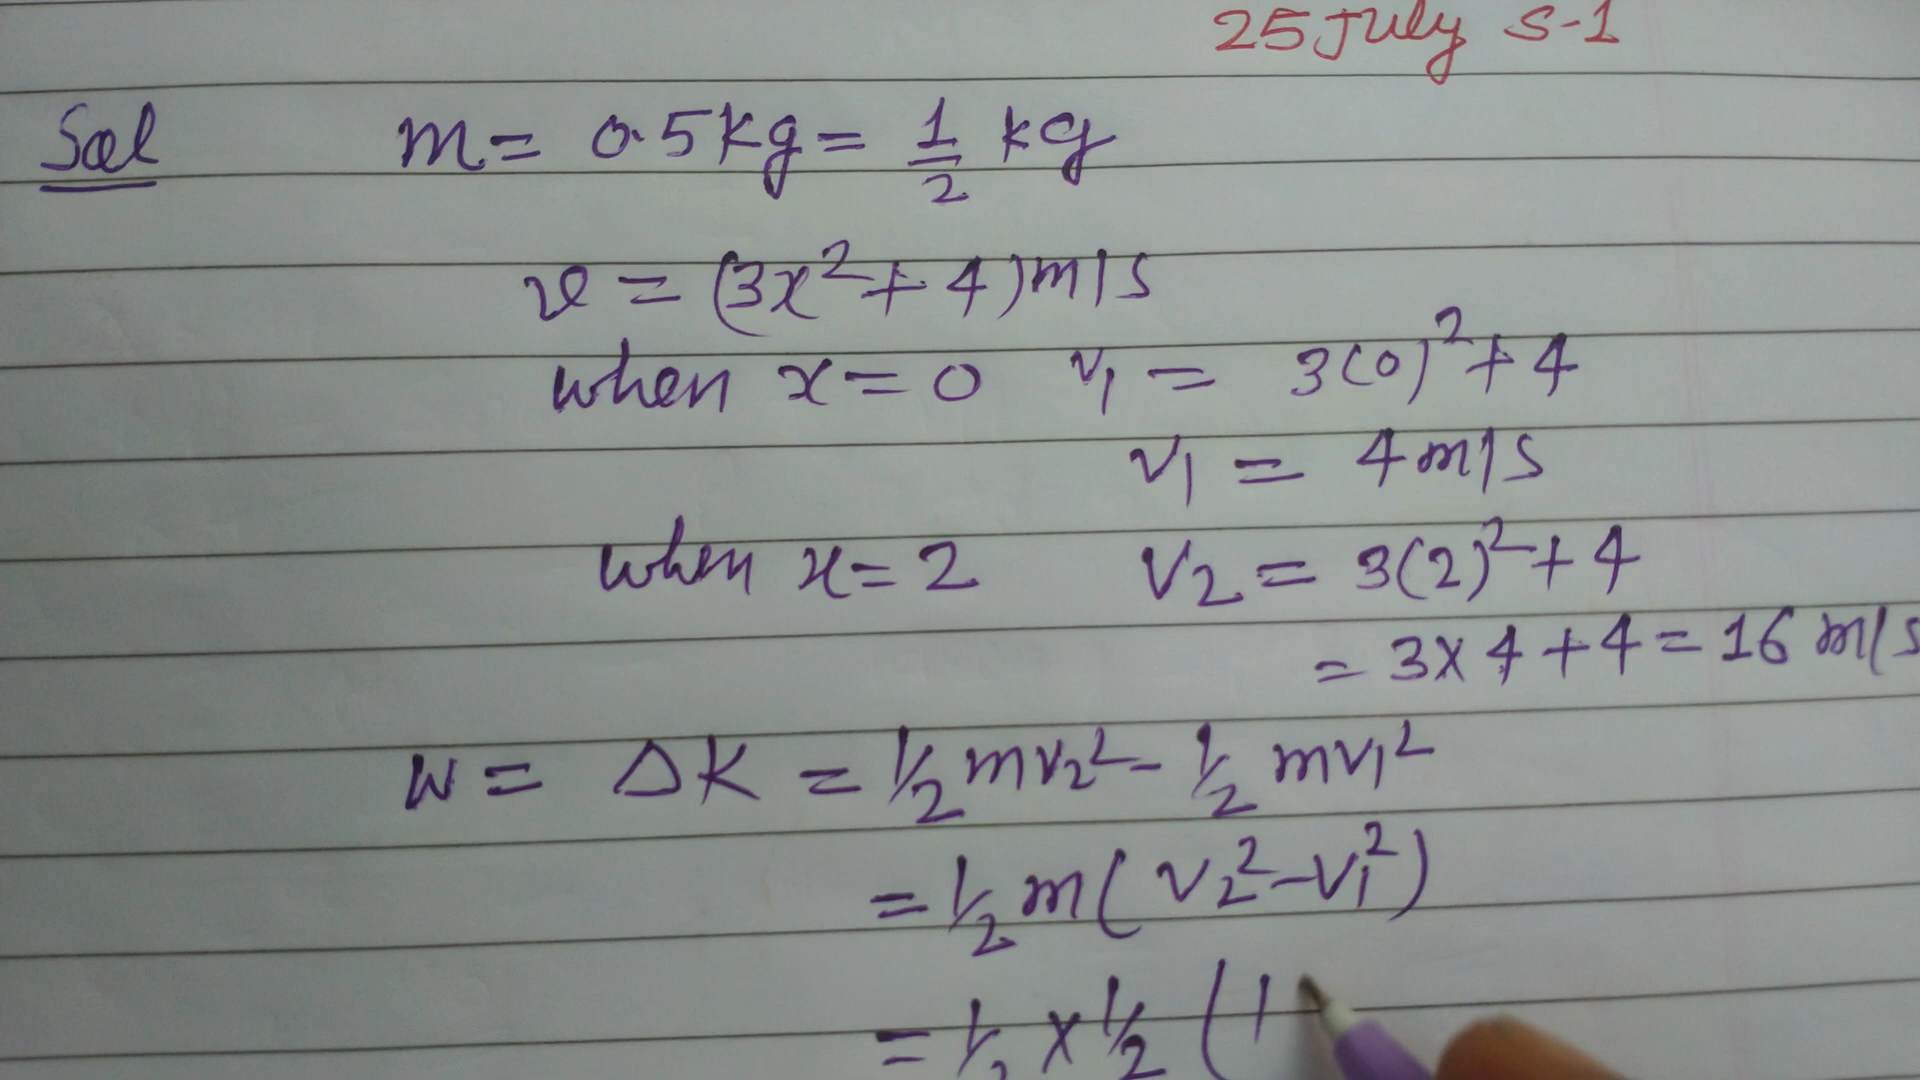 25 July S-1
Sol m = 0.5 kg = 1/2 kg
v = (3x² + 4) m/s
when x = 0 v₁ = 3(0)² + 4
v₁ = 4 m/s
when x = 2 v₂ = 3(2)² + 4
= 3 x 4 + 4 = 16 m/s
W = ΔK = 1/2 mv₂² - 1/2 mv₁²
= 1/2 m (v₂² - v₁²)
= 1/2 x 1/2 ( 1